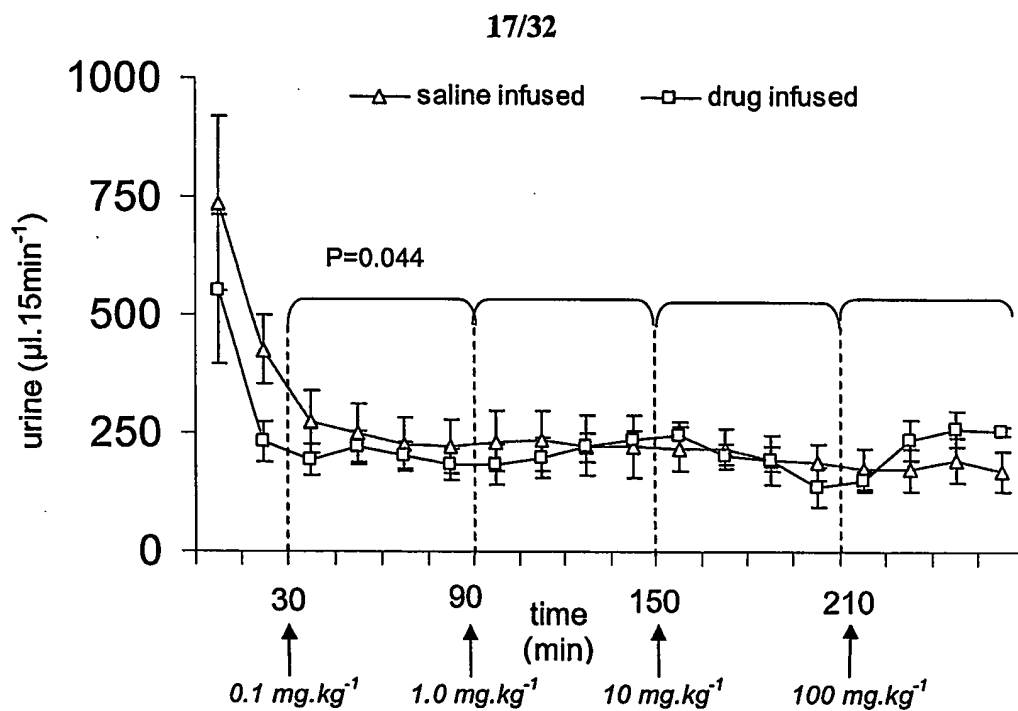 17/32
1000
750
500
250
0
saline infused
drug infused
urine (µl.15min⁻¹)
P=0.044
30
90
150
210
time
(min)
0.1 mg.kg⁻¹
1.0 mg.kg⁻¹
10 mg.kg⁻¹
100 mg.kg⁻¹